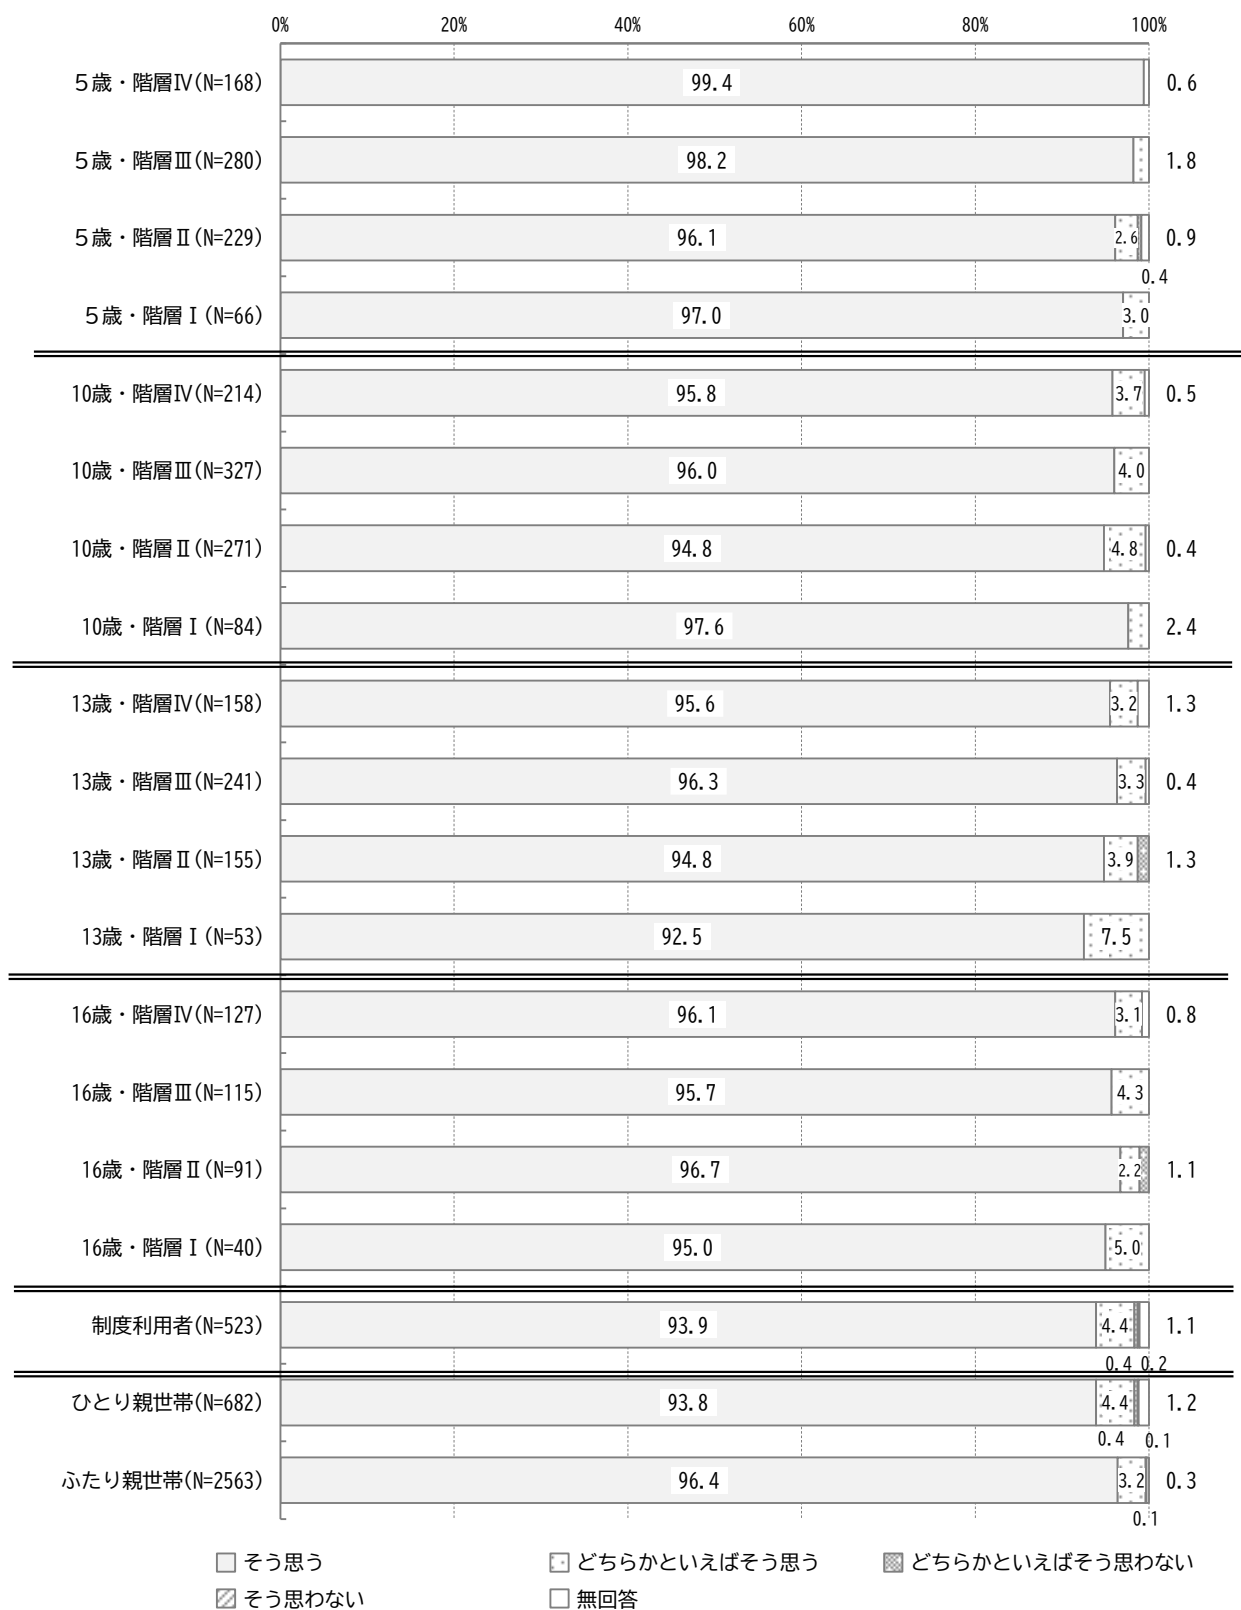 0% 20% 40% 60% 80% 100%
5歳・階層Ⅳ(N=168) 99.4 0.6
5歳・階層Ⅲ(N=280) 98.2 1.8
5歳・階層Ⅱ(N=229) 96.1 2.6 0.9
0.4
5歳・階層Ⅰ(N=66) 97.0 3.0
10歳・階層Ⅳ(N=214) 95.8 3.7 0.5
10歳・階層Ⅲ(N=327) 96.0 4.0
10歳・階層Ⅱ(N=271) 94.8 4.8 0.4
10歳・階層Ⅰ(N=84) 97.6 2.4
13歳・階層Ⅳ(N=158) 95.6 3.2 1.3
13歳・階層Ⅲ(N=241) 96.3 3.3 0.4
13歳・階層Ⅱ(N=155) 94.8 3.9 1.3
13歳・階層Ⅰ(N=53) 92.5 7.5
16歳・階層Ⅳ(N=127) 96.1 3.1 0.8
16歳・階層Ⅲ(N=115) 95.7 4.3
16歳・階層Ⅱ(N=91) 96.7 2.2 1.1
16歳・階層Ⅰ(N=40) 95.0 5.0
制度利用者(N=523) 93.9 4.4 1.1
0.4 0.2
ひとり親世帯(N=682) 93.8 4.4 1.2
0.4 0.1
ふたり親世帯(N=2563) 96.4 3.2 0.3
0.1
そう思う どちらかといえばそう思う どちらかといえばそう思わない
そう思わない 無回答